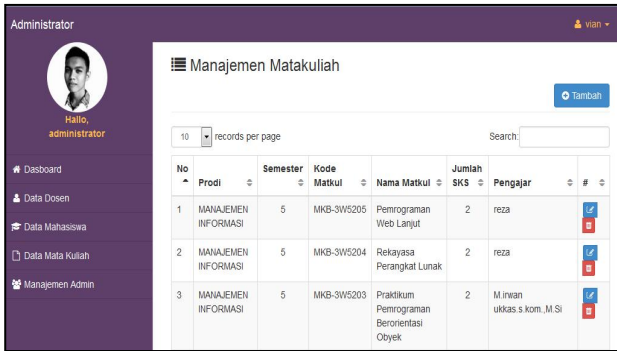 Administrator
vian
Hallo,
administrator
Dasboard
Data Dosen
Data Mahasiswa
Data Mata Kuliah
Manajemen Admin
Manajemen Matakuliah
Tambah
10 records per page
Search:
No Prodi Semester Kode Matkul Nama Matkul Jumlah SKS Pengajar #
1 MANAJEMEN INFORMASI 5 MKB-3W5205 Pemrograman Web Lanjut 2 reza
2 MANAJEMEN INFORMASI 5 MKB-3W5204 Rekayasa Perangkat Lunak 2 reza
3 MANAJEMEN INFORMASI 5 MKB-3W5203 Praktikum Pemrograman Berorientasi Obyek 2 M.irwan ukkas.s.kom.,M.Si